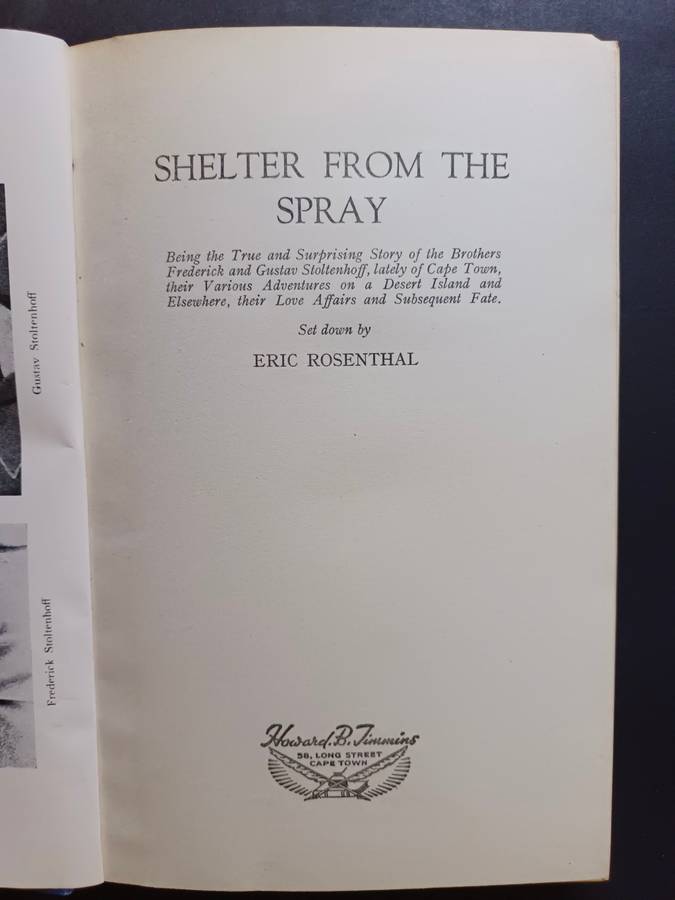 Gustav Stoltenhoff
Frederick Stoltenhoff
SHELTER FROM THE
SPRAY
Being the True and Surprising Story of the Brothers
Frederick and Gustav Stoltenhoff, lately of Cape Town,
their Various Adventures on a Desert Island and
Elsewhere, their Love Affairs and Subsequent Fate.
Set down by
ERIC ROSENTHAL
Howard. B. Timmins
58, LONG STREET
CAPE TOWN